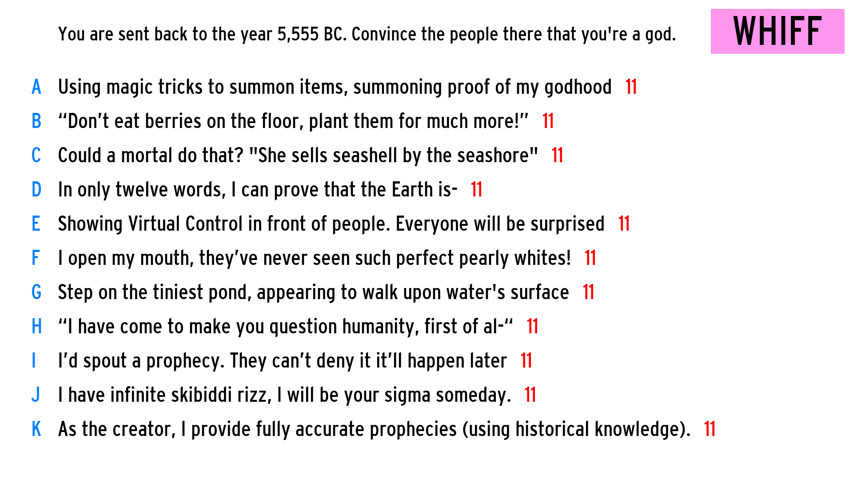 You are sent back to the year 5,555 BC. Convince the people there that you're a god.
WHIFF
A Using magic tricks to summon items, summoning proof of my godhood 11
B “Don’t eat berries on the floor, plant them for much more!” 11
C Could a mortal do that? "She sells seashell by the seashore" 11
D In only twelve words, I can prove that the Earth is- 11
E Showing Virtual Control in front of people. Everyone will be surprised 11
F I open my mouth, they’ve never seen such perfect pearly whites! 11
G Step on the tiniest pond, appearing to walk upon water's surface 11
H “I have come to make you question humanity, first of al-“ 11
I I’d spout a prophecy. They can’t deny it it’ll happen later 11
J I have infinite skibiddi rizz, I will be your sigma someday. 11
K As the creator, I provide fully accurate prophecies (using historical knowledge). 11